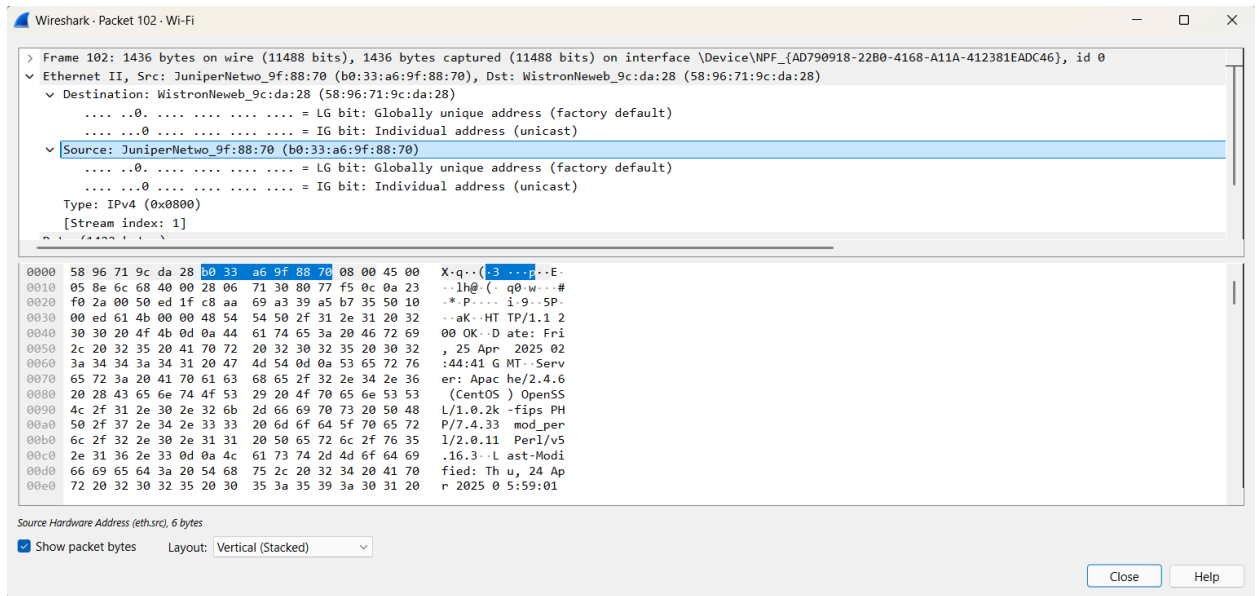 Wireshark · Packet 102 · Wi-Fi
Frame 102: 1436 bytes on wire (11488 bits), 1436 bytes captured (11488 bits) on interface \Device\NPF_{AD790918-22B0-4168-A11A-412381EADC46}, id 0
Ethernet II, Src: JuniperNetwo_9f:88:70 (b0:33:a6:9f:88:70), Dst: WistronNeweb_9c:da:28 (58:96:71:9c:da:28)
Destination: WistronNeweb_9c:da:28 (58:96:71:9c:da:28)
.... ..0. .... .... .... .... = LG bit: Globally unique address (factory default)
.... ...0 .... .... .... .... = IG bit: Individual address (unicast)
Source: JuniperNetwo_9f:88:70 (b0:33:a6:9f:88:70)
.... ..0. .... .... .... .... = LG bit: Globally unique address (factory default)
.... ...0 .... .... .... .... = IG bit: Individual address (unicast)
Type: IPv4 (0x0800)
[Stream index: 1]
0000 58 96 71 9c da 28 b0 33 a6 9f 88 70 08 00 45 00 X·q··(·3 ···p··E·
0010 05 8e 6c 68 40 00 28 06 71 30 80 77 f5 0c 0a 23 ··lh@·(· q0·w···#
0020 f0 2a 00 50 ed 1f c8 aa 69 a3 39 a5 b7 35 50 10 ·*·P···· i·9··5P·
0030 00 ed 61 4b 00 00 48 54 54 50 2f 31 2e 31 20 32 ··aK··HT TP/1.1 2
0040 30 30 20 4f 4b 0d 0a 44 61 74 65 3a 20 46 72 69 00 OK··D ate: Fri
0050 2c 20 32 35 20 41 70 72 20 32 30 32 35 20 30 32 , 25 Apr 2025 02
0060 3a 34 34 3a 34 31 20 47 4d 54 0d 0a 53 65 72 76 :44:41 G MT··Serv
0070 65 72 3a 20 41 70 61 63 68 65 2f 32 2e 34 2e 36 er: Apac he/2.4.6
0080 20 28 43 65 6e 74 4f 53 29 20 4f 70 65 6e 53 53 (CentOS ) OpenSS
0090 4c 2f 31 2e 30 2e 32 6b 2d 66 69 70 73 20 50 48 L/1.0.2k -fips PH
00a0 50 2f 37 2e 34 2e 33 33 20 6d 6f 64 5f 70 65 72 P/7.4.33 mod_per
00b0 6c 2f 32 2e 30 2e 31 31 20 50 65 72 6c 2f 76 35 l/2.0.11 Perl/v5
00c0 2e 31 36 2e 33 0d 0a 4c 61 73 74 2d 4d 6f 64 69 .16.3··L ast-Modi
00d0 66 69 65 64 3a 20 54 68 75 2c 20 32 34 20 41 70 fied: Th u, 24 Ap
00e0 72 20 32 30 32 35 20 30 35 3a 35 39 3a 30 31 20 r 2025 0 5:59:01
Source Hardware Address (eth.src), 6 bytes
Show packet bytes Layout: Vertical (Stacked)
Close Help